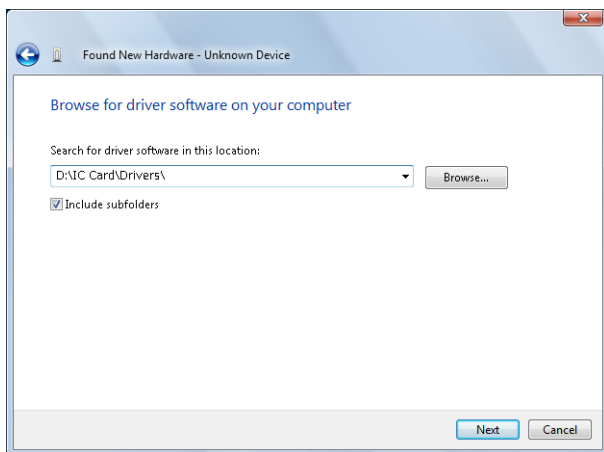 Found New Hardware - Unknown Device
Browse for driver software on your computer
Search for driver software in this location:
D:\IC Card\Drivers\
Browse...
Include subfolders
Next
Cancel